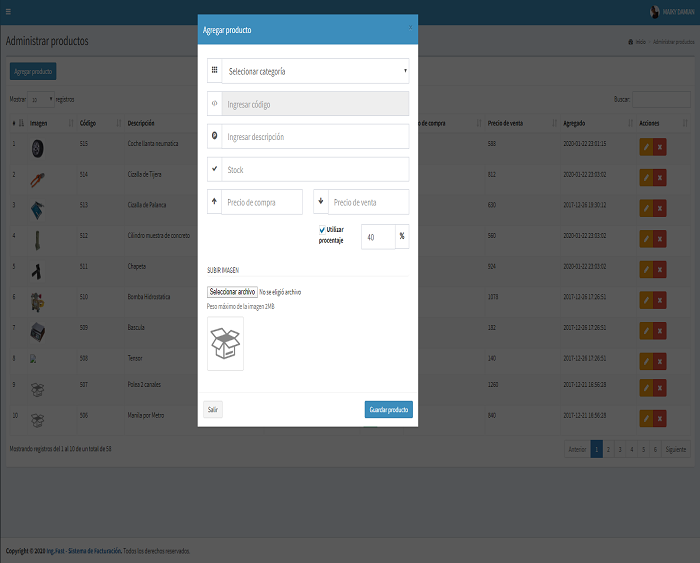 MAIRY DAMIAN
Administrar productos
Inicio
Administrar productos
Agregar producto
Mostrar 10 registros
Buscar:
# Imagen Código Descripción o de compra Precio de venta Agregado Acciones
1 515 Coche llanta neumatica 588 2020-01-22 23:01:15
2 514 Cizalla de Tijera 812 2020-01-22 23:03:02
3 513 Cizalla de Palanca 630 2017-12-26 19:30:12
4 512 Cilindro muestra de concreto 560 2020-01-22 23:03:02
5 511 Chapeta 504 2020-01-22 23:03:02
6 510 Bomba Hidrostatica 1078 2017-12-26 17:26:51
7 509 Bascula 182 2017-12-26 17:26:51
8 508 Tensor 140 2017-12-26 17:26:51
9 507 Polea 2 canales 1260 2017-12-21 16:56:28
10 506 Manila por Metro 840 2017-12-21 16:56:28
Mostrando registros del 1 al 10 de un total de 58
Anterior 1 2 3 4 5 6 Siguiente
Copyright © 2020 Ing.Fast - Sistema de Facturación. Todos los derechos reservados.
Agregar producto
×
Selecionar categoría
Ingresar código
Ingresar descripción
Stock
Precio de compra
Precio de venta
Utilizar
procentaje
40 %
SUBIR IMAGEN
Seleccionar archivo No se eligió archivo
Peso máximo de la imagen 2MB
Salir
Guardar producto